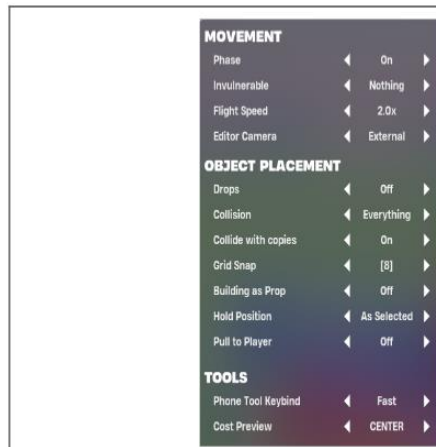 MOVEMENT
Phase On
Invulnerable Nothing
Flight Speed 2.0x
Editor Camera External
OBJECT PLACEMENT
Drops Off
Collision Everything
Collide with copies On
Grid Snap [8]
Building as Prop Off
Hold Position As Selected
Pull to Player Off
TOOLS
Phone Tool Keybind Fast
Cost Preview CENTER